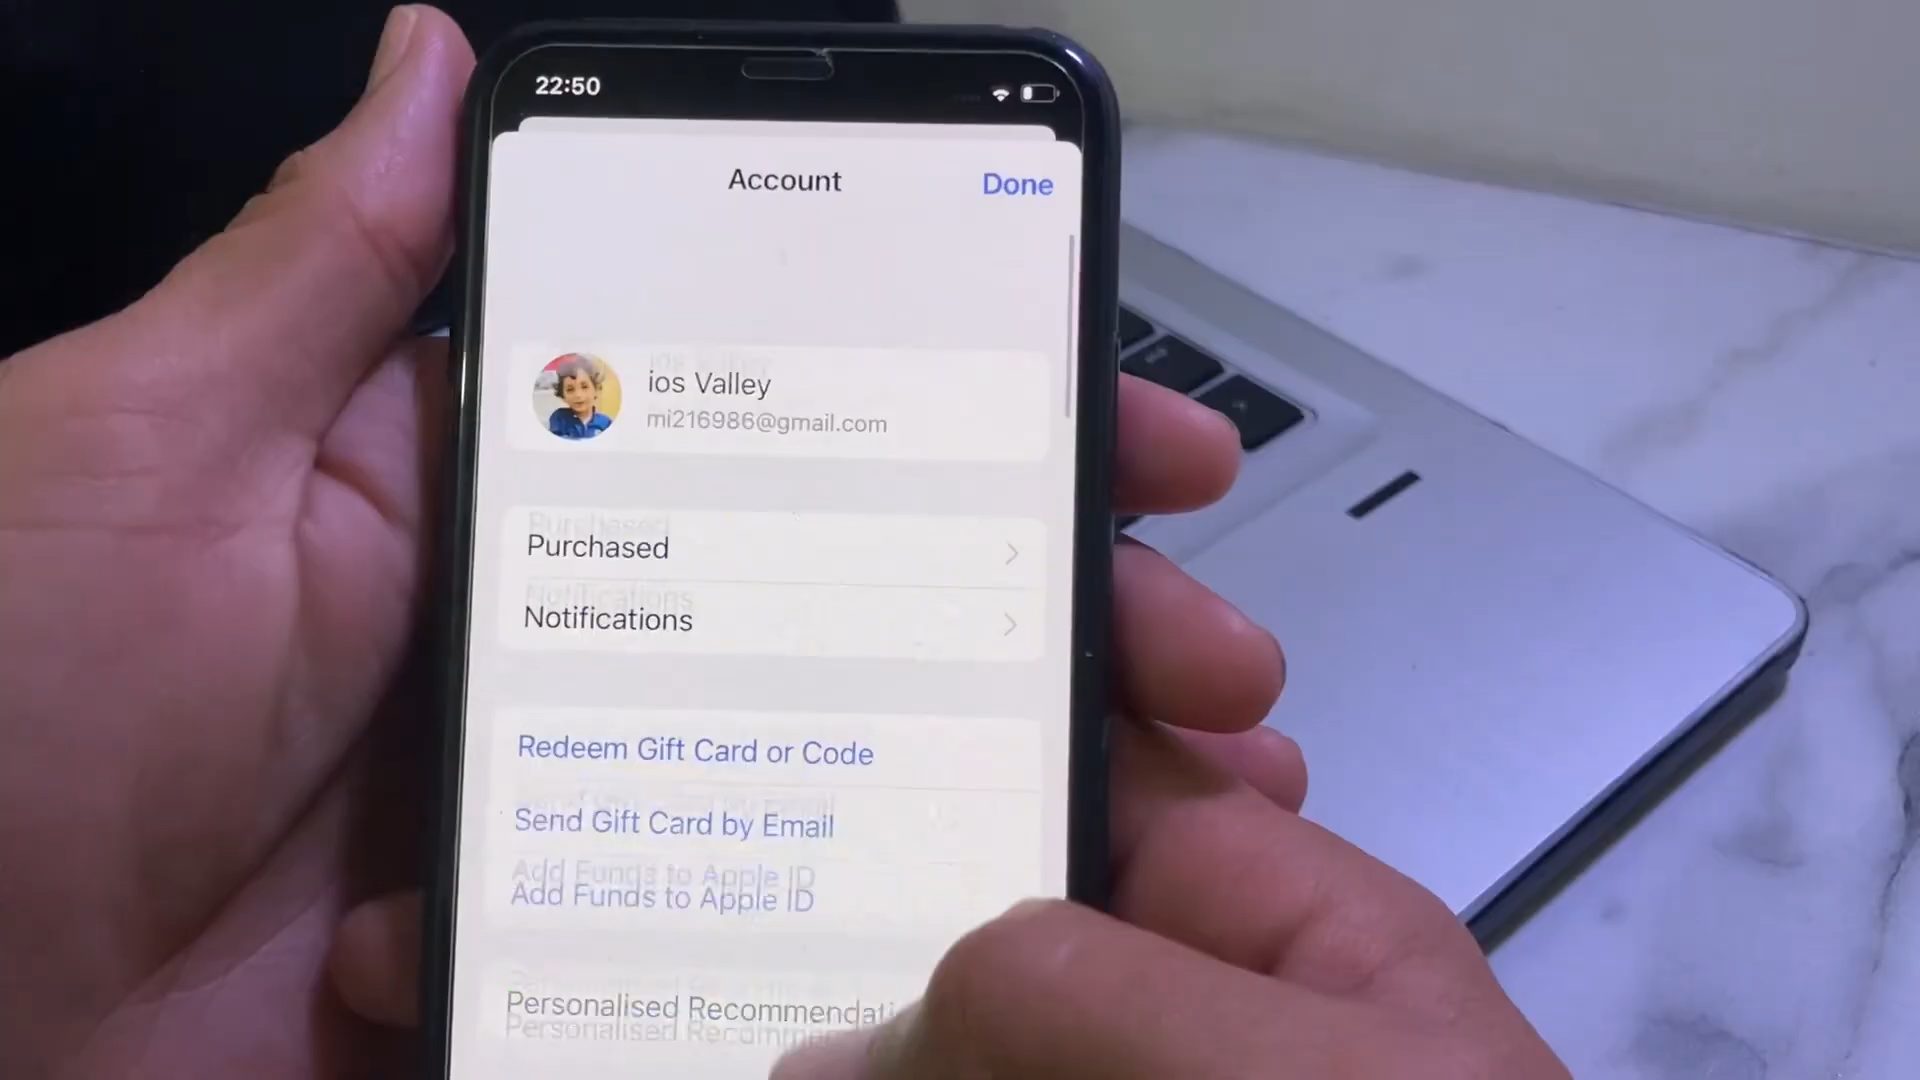 22:50
Account
Done
ios Valley
mi216986@gmail.com
Purchased
Notifications
Redeem Gift Card or Code
Send Gift Card by Email
Add Funds to Apple ID
Personalised Recommendati